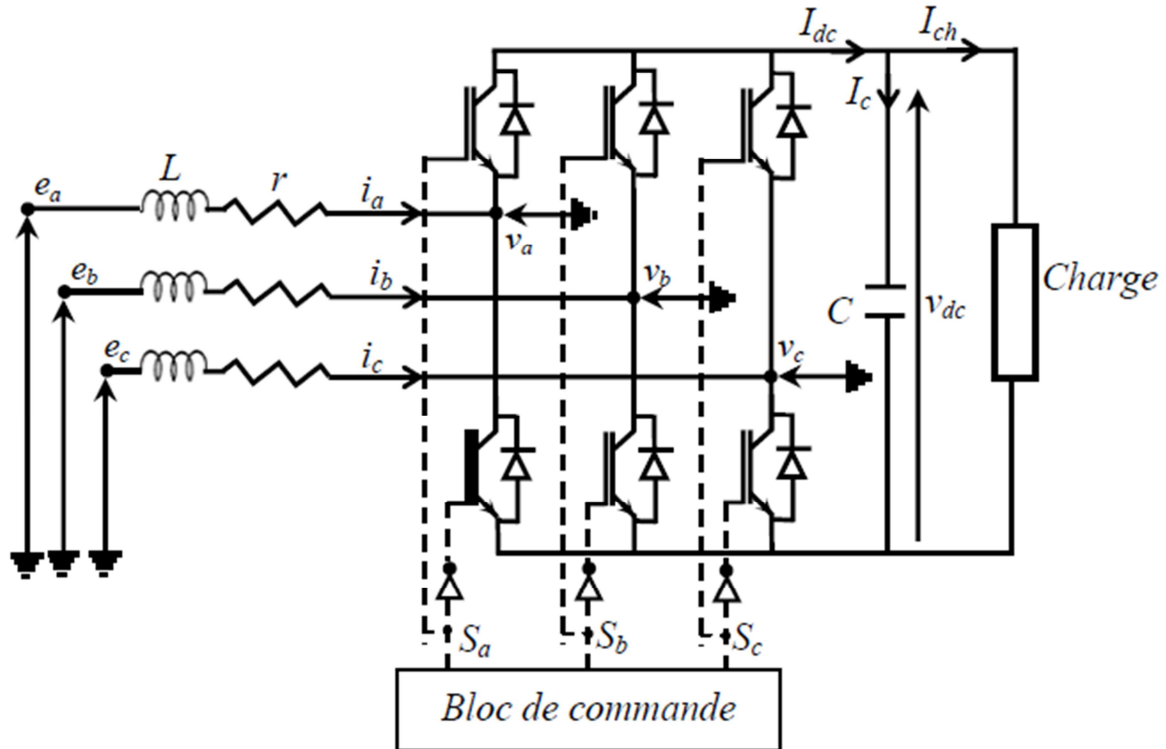 I_dc
I_ch
I_c
L
r
e_a
i_a
v_a
e_b
i_b
v_b
C
v_dc
Charge
e_c
i_c
v_c
S_a
S_b
S_c
Bloc de commande